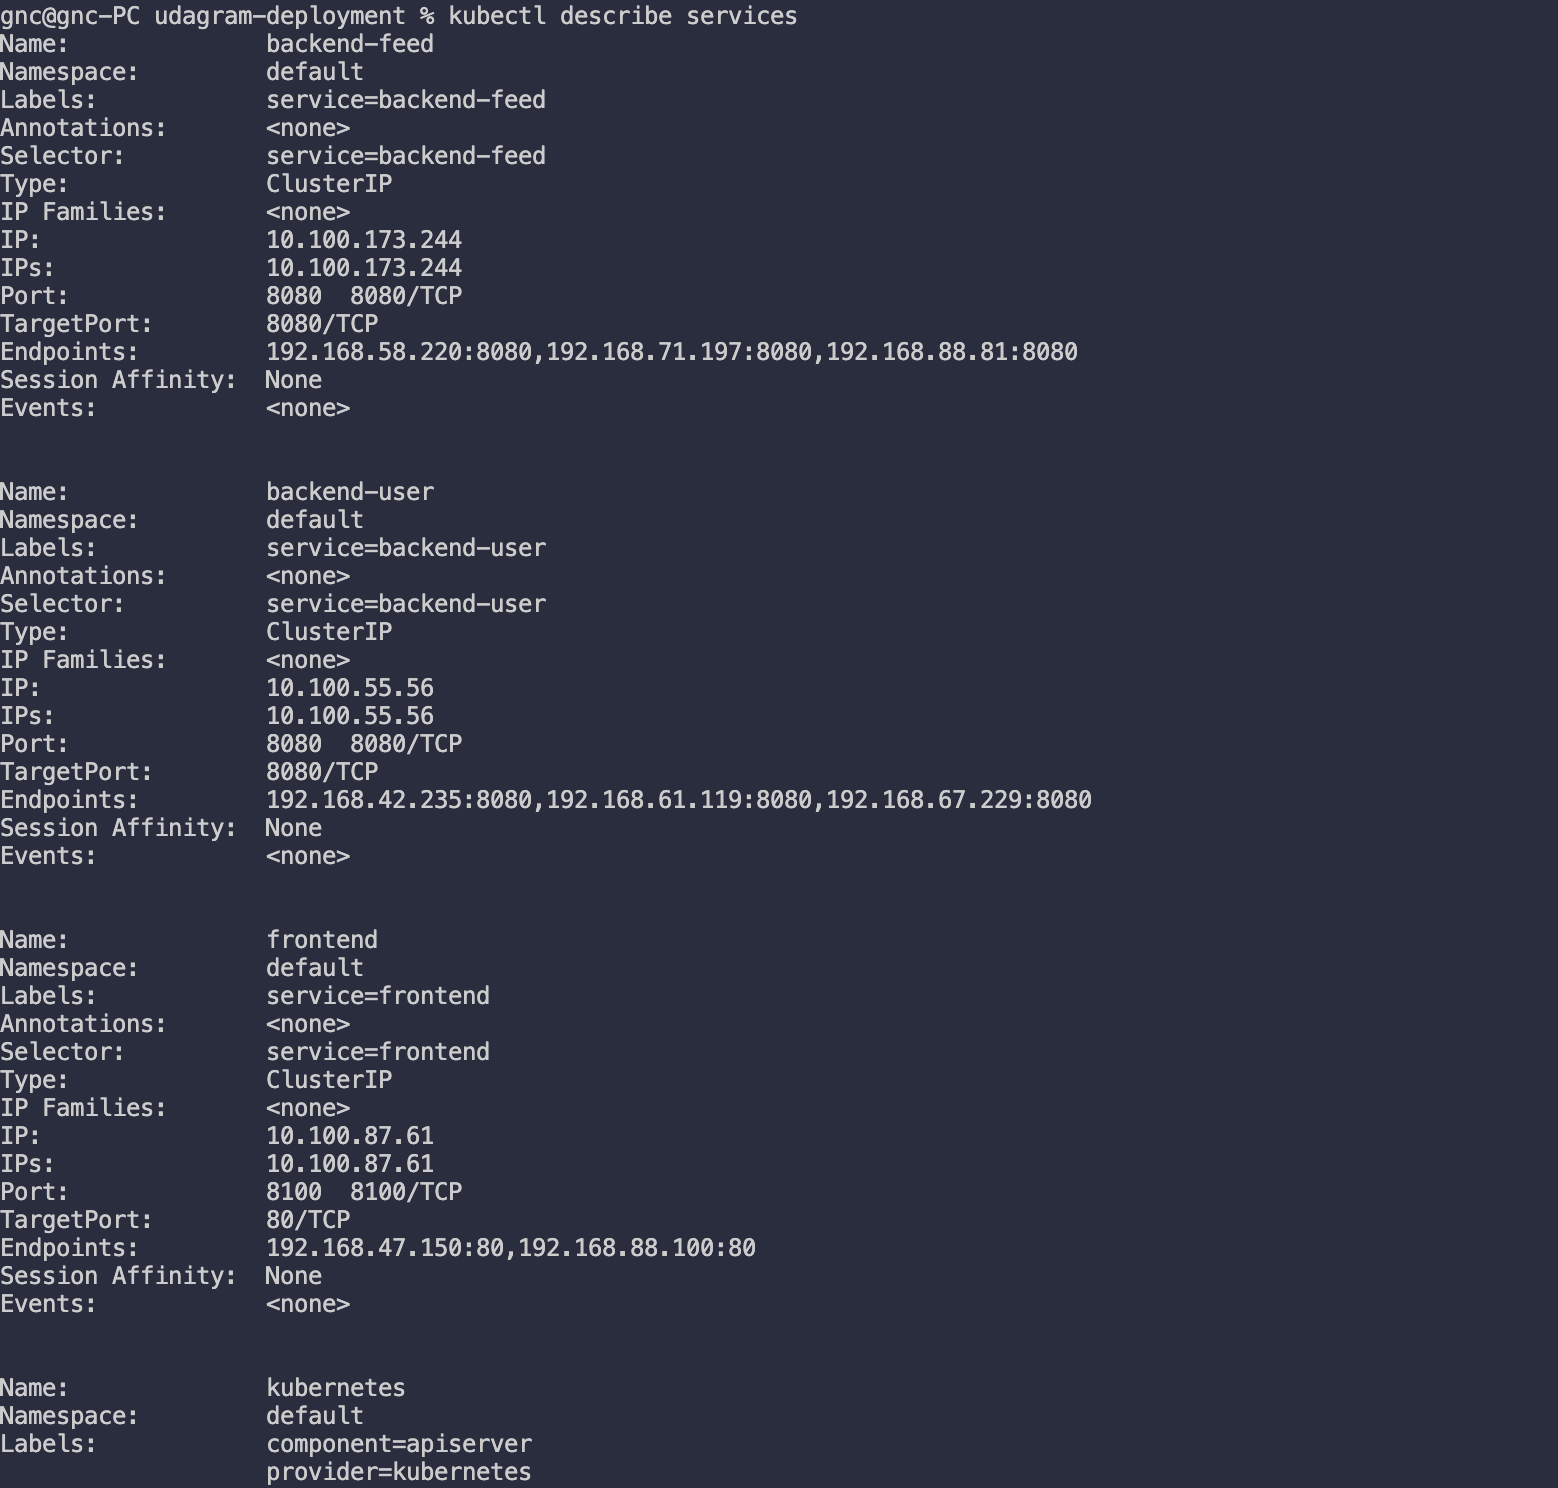 gnc@gnc-PC udagram-deployment % kubectl describe services
Name:              backend-feed
Namespace:         default
Labels:            service=backend-feed
Annotations:       <none>
Selector:          service=backend-feed
Type:              ClusterIP
IP Families:       <none>
IP:                10.100.173.244
IPs:               10.100.173.244
Port:              8080  8080/TCP
TargetPort:        8080/TCP
Endpoints:         192.168.58.220:8080,192.168.71.197:8080,192.168.88.81:8080
Session Affinity:  None
Events:            <none>
Name:              backend-user
Namespace:         default
Labels:            service=backend-user
Annotations:       <none>
Selector:          service=backend-user
Type:              ClusterIP
IP Families:       <none>
IP:                10.100.55.56
IPs:               10.100.55.56
Port:              8080  8080/TCP
TargetPort:        8080/TCP
Endpoints:         192.168.42.235:8080,192.168.61.119:8080,192.168.67.229:8080
Session Affinity:  None
Events:            <none>
Name:              frontend
Namespace:         default
Labels:            service=frontend
Annotations:       <none>
Selector:          service=frontend
Type:              ClusterIP
IP Families:       <none>
IP:                10.100.87.61
IPs:               10.100.87.61
Port:              8100  8100/TCP
TargetPort:        80/TCP
Endpoints:         192.168.47.150:80,192.168.88.100:80
Session Affinity:  None
Events:            <none>
Name:              kubernetes
Namespace:         default
Labels:            component=apiserver
                   provider=kubernetes